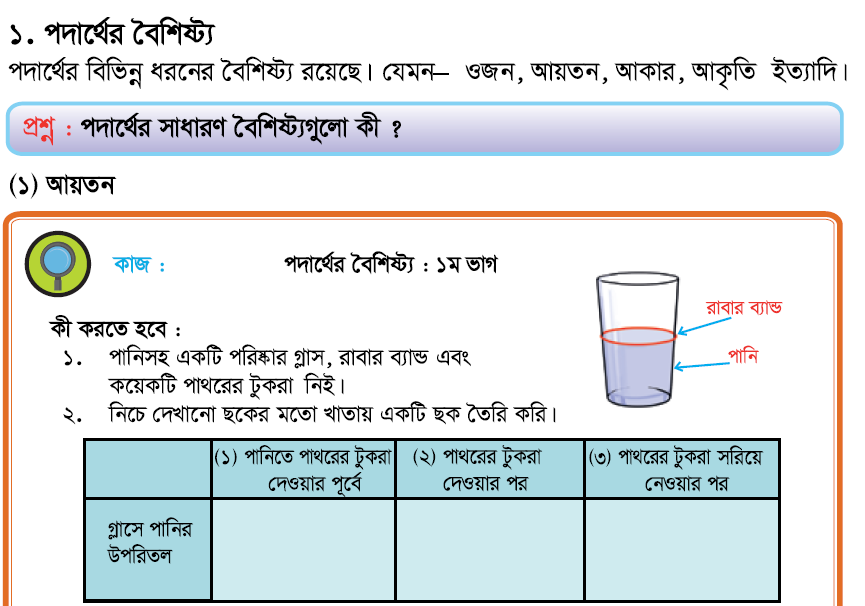 ১. পদার্থের বৈশিষ্ট্য
পদার্থের বিভিন্ন ধরনের বৈশিষ্ট্য রয়েছে। যেমন– ওজন, আয়তন, আকার, আকৃতি ইত্যাদি।
প্রশ্ন : পদার্থের সাধারণ বৈশিষ্ট্যগুলো কী ?
(১) আয়তন
কাজ : পদার্থের বৈশিষ্ট্য : ১ম ভাগ
রাবার ব্যান্ড
পানি
কী করতে হবে :
১. পানিসহ একটি পরিষ্কার গ্লাস, রাবার ব্যান্ড এবং
কয়েকটি পাথরের টুকরা নিই।
২. নিচে দেখানো ছকের মতো খাতায় একটি ছক তৈরি করি।
(১) পানিতে পাথরের টুকরা
দেওয়ার পূর্বে
(২) পাথরের টুকরা
দেওয়ার পর
(৩) পাথরের টুকরা সরিয়ে
নেওয়ার পর
গ্লাসে পানির
উপরিতল